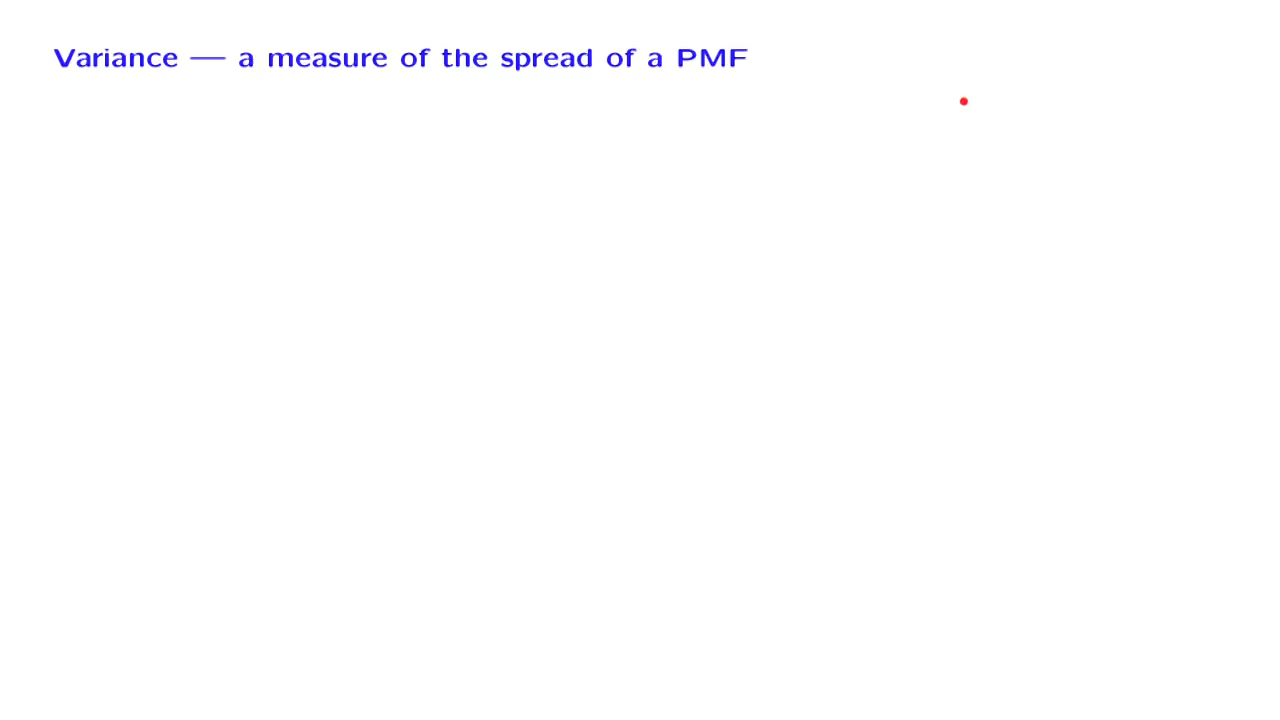 Variance — a measure of the spread of a PMF